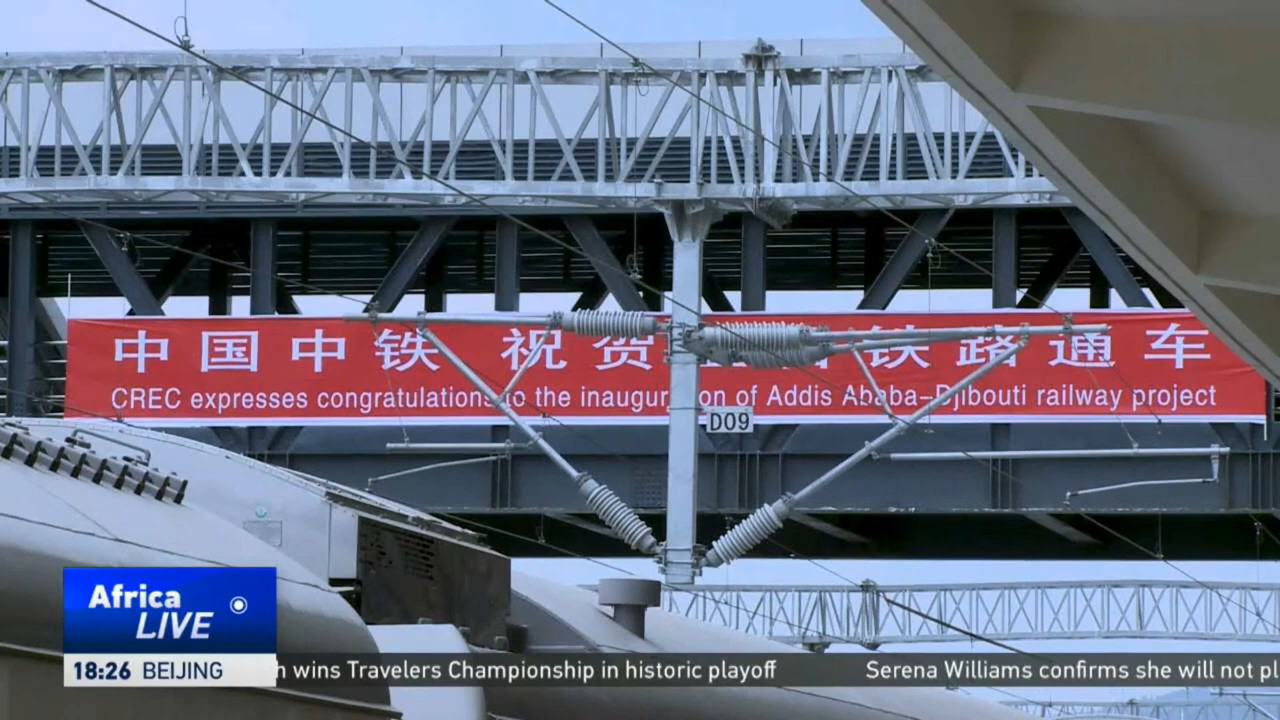 中国中铁 祝贺 铁路通车
CREC expresses congratulations to the inaugur on of Addis Ababa–Djibouti railway project
D09
Africa
LIVE
18:26 BEIJING
h wins Travelers Championship in historic playoff Serena Williams confirms she will not pl